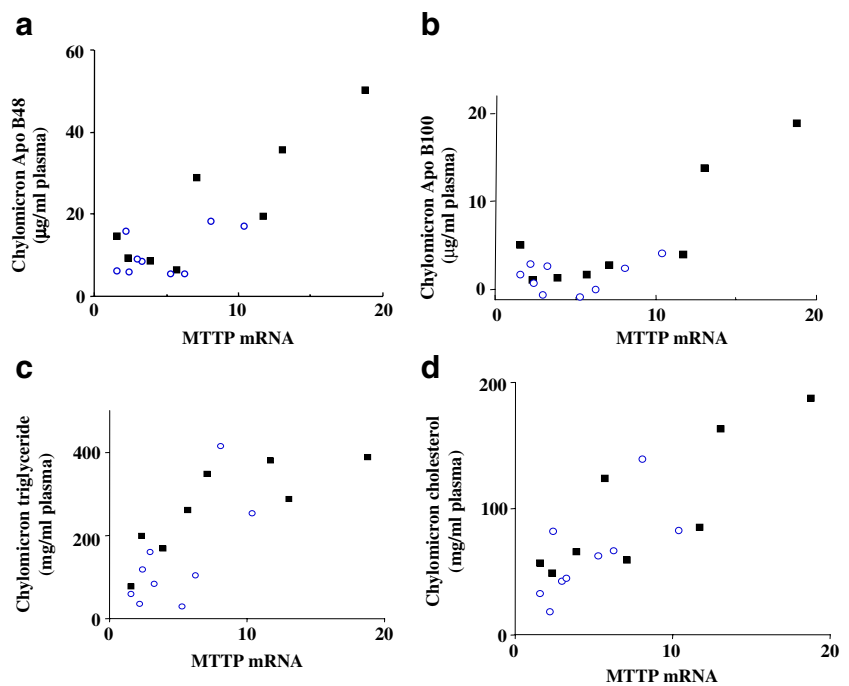 a
60
40
20
0
0
10
20
Chylomicron Apo B48
(µg/ml plasma)
MTTP mRNA
b
20
10
0
0
10
20
Chylomicron Apo B100
(µg/ml plasma)
MTTP mRNA
c
400
200
0
0
10
20
Chylomicron triglyceride
(mg/ml plasma)
MTTP mRNA
d
200
100
0
0
10
20
Chylomicron cholesterol
(mg/ml plasma)
MTTP mRNA